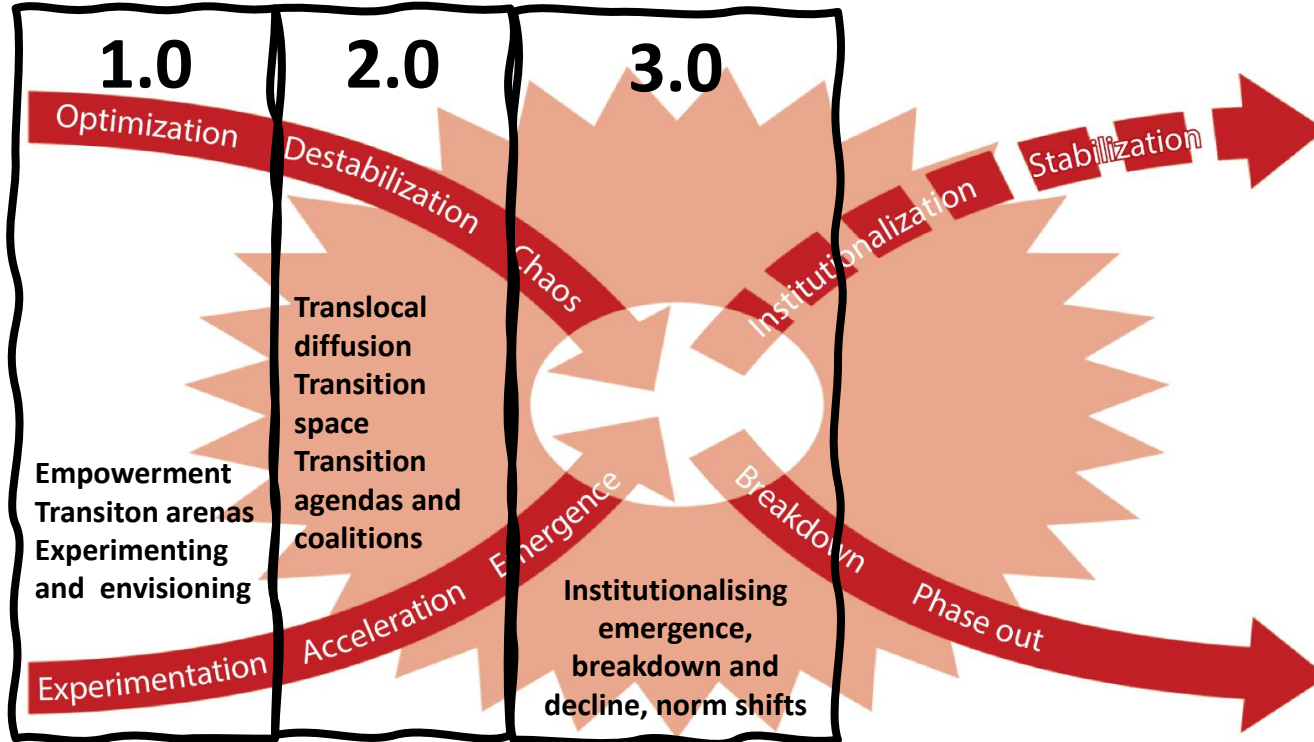 1.0
2.0
3.0
Optimization
Destabilization
Chaos
Institutionalization
Stabilization
Translocal
diffusion
Transition
space
Transition
agendas and
coalitions
Empowerment
Transiton arenas
Experimenting
and envisioning
Experimentation
Acceleration
Emergence
Breakdown
Phase out
Institutionalising
emergence,
breakdown and
decline, norm shifts